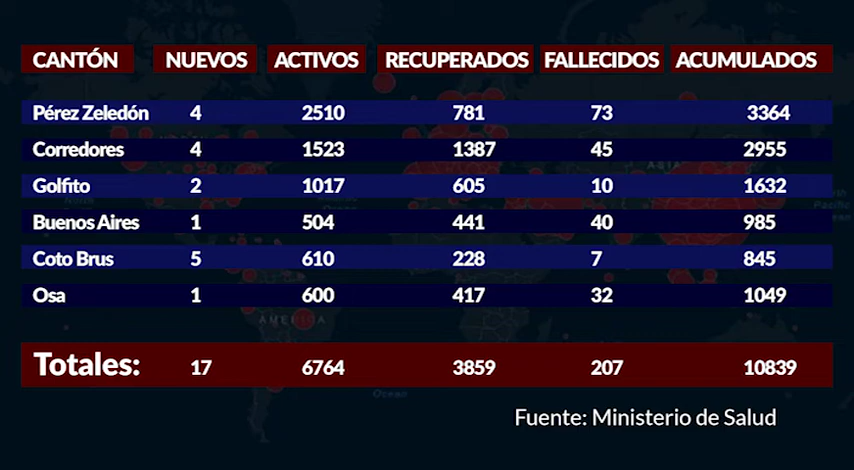 CANTÓN NUEVOS ACTIVOS RECUPERADOS FALLECIDOS ACUMULADOS
Pérez Zeledón 4 2510 781 73 3364
Corredores 4 1523 1387 45 2955
Golfito 2 1017 605 10 1632
Buenos Aires 1 504 441 40 985
Coto Brus 5 610 228 7 845
Osa 1 600 417 32 1049
AMERICA
Totales: 17 6764 3859 207 10839
Ocean
Fuente: Ministerio de Salud